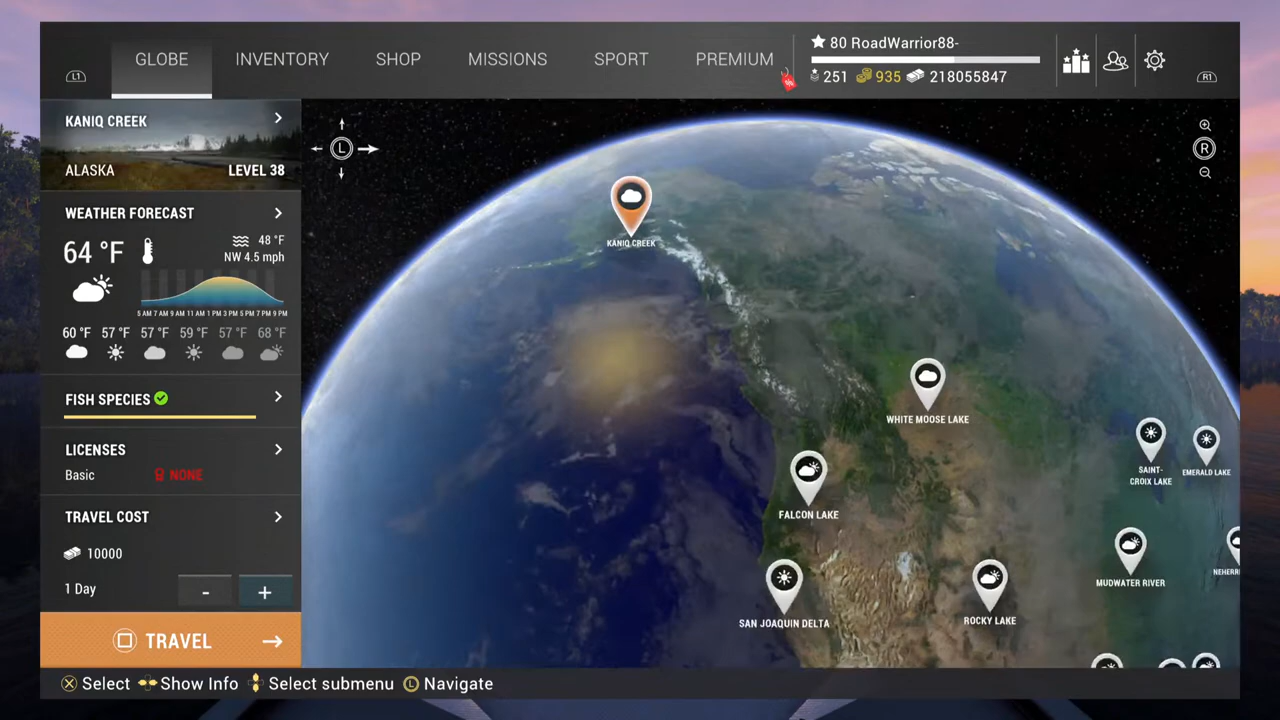 L1
GLOBE
INVENTORY
SHOP
MISSIONS
SPORT
PREMIUM
%
80 RoadWarrior88-
251 935 218055847
R1
KANIQ CREEK
ALASKA LEVEL 38
WEATHER FORECAST
64 °F
48 °F
NW 4.5 mph
5 AM 7 AM 9 AM 11 AM 1 PM 3 PM 5 PM 7 PM 9 PM
60 °F 57 °F 57 °F 59 °F 57 °F 68 °F
FISH SPECIES
LICENSES
Basic NONE
TRAVEL COST
10000
1 Day - +
TRAVEL
L
R
KANIQ CREEK
WHITE MOOSE LAKE
SAINT-
CROIX LAKE
EMERALD LAKE
FALCON LAKE
MUDWATER RIVER
SAN JOAQUIN DELTA
ROCKY LAKE
Select Show Info Select submenu L Navigate